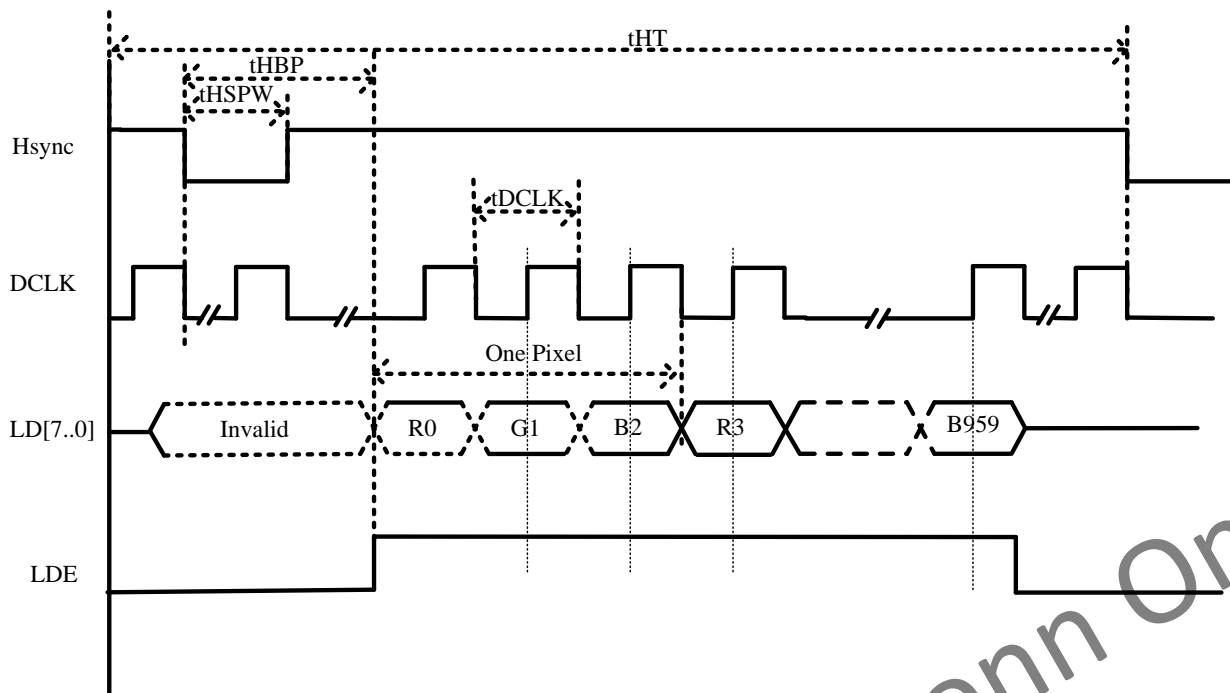 tHT
tHBP
tHSPW
Hsync
tDCLK
DCLK
One Pixel
LD[7..0]
Invalid
R0
G1
B2
R3
B959
LDE